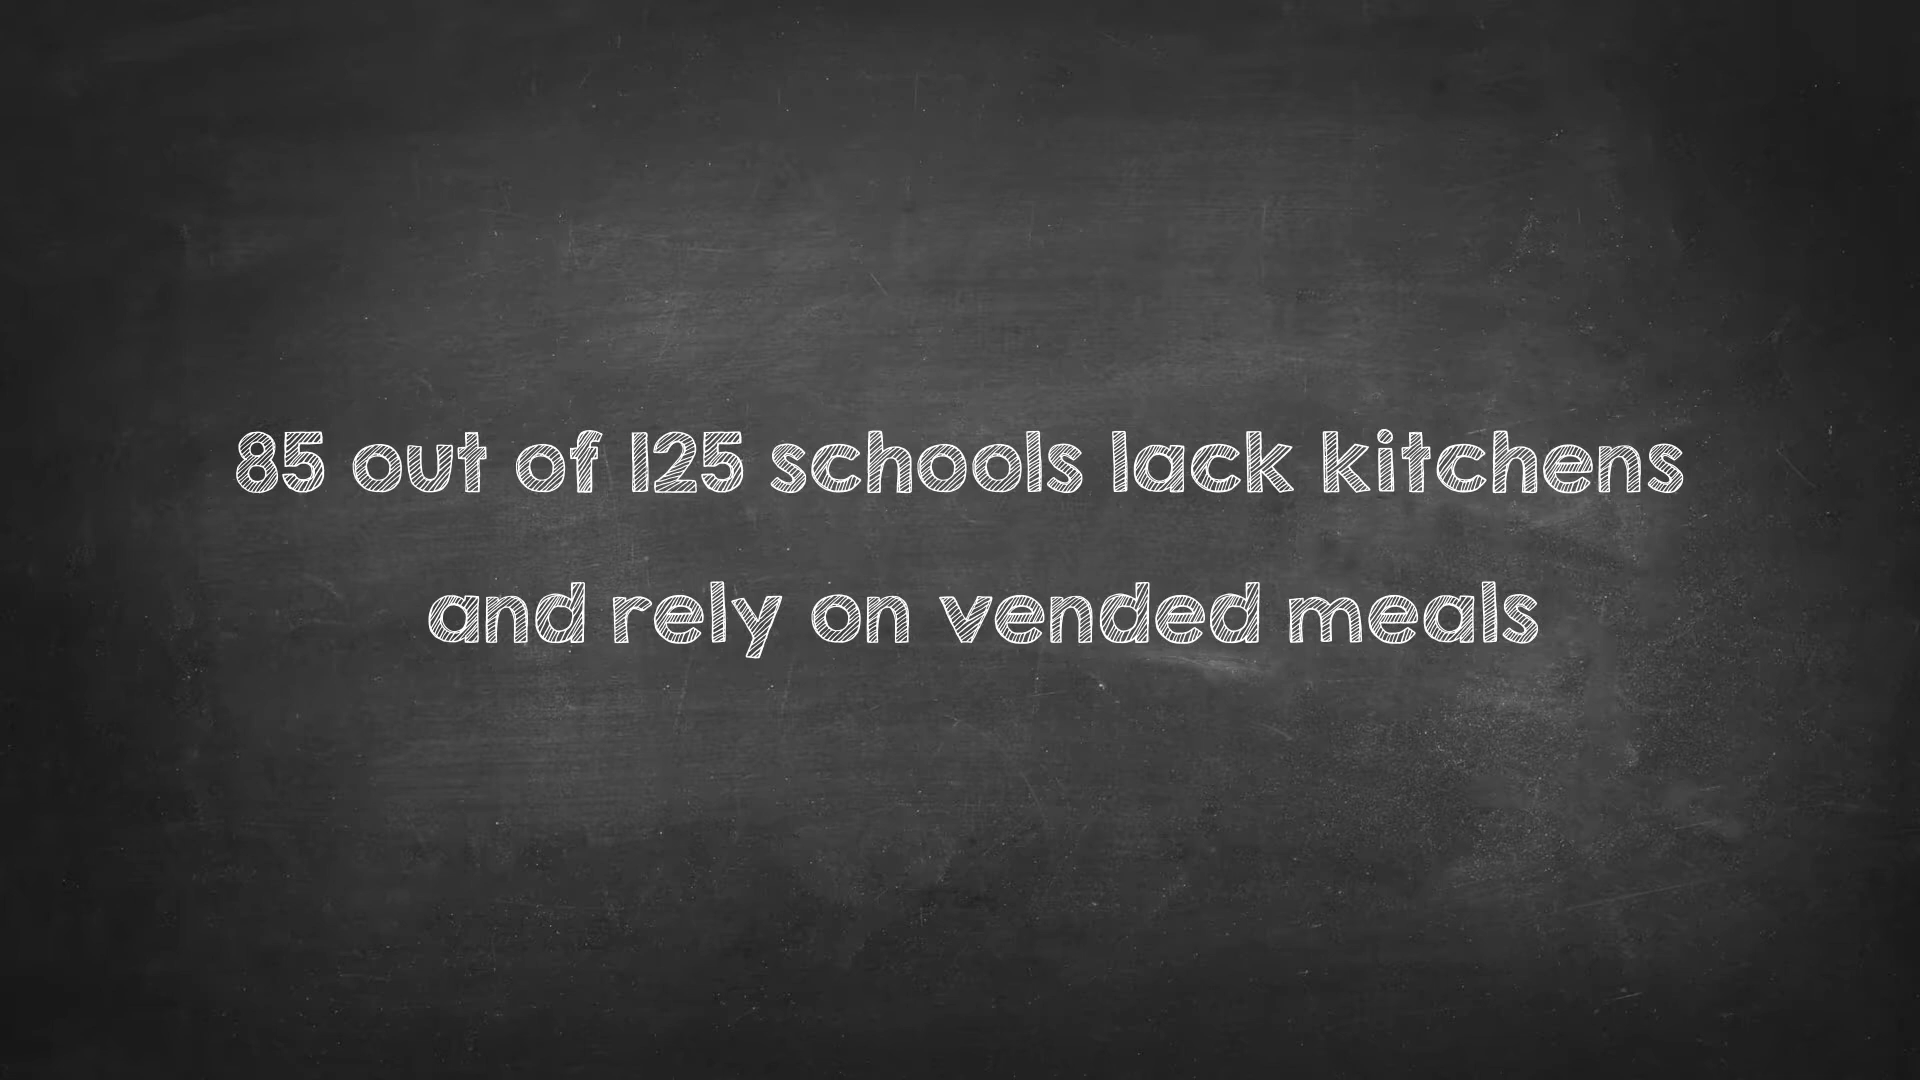 85 out of 125 schools lack kitchens
and rely on vended meals